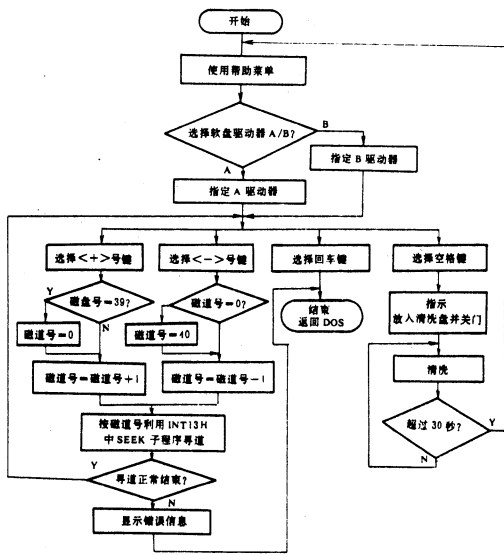 开始
使用帮助菜单
选择软盘驱动器 A/B?
B
A
指定 B 驱动器
指定 A 驱动器
选择<+>号键
选择<->号键
选择回车键
选择空格键
Y
磁盘号=39?
N
磁道号=0?
磁道号=0
磁道号=40
结束
返回 DOS
指示
放入清洗盘并关门
磁道号=磁道号+1
磁道号=磁道号-1
清洗
按磁道号利用 INT13H
中 SEEK 子程序寻道
超过 30 秒?
Y
N
Y
寻道正常结束?
N
显示错误信息